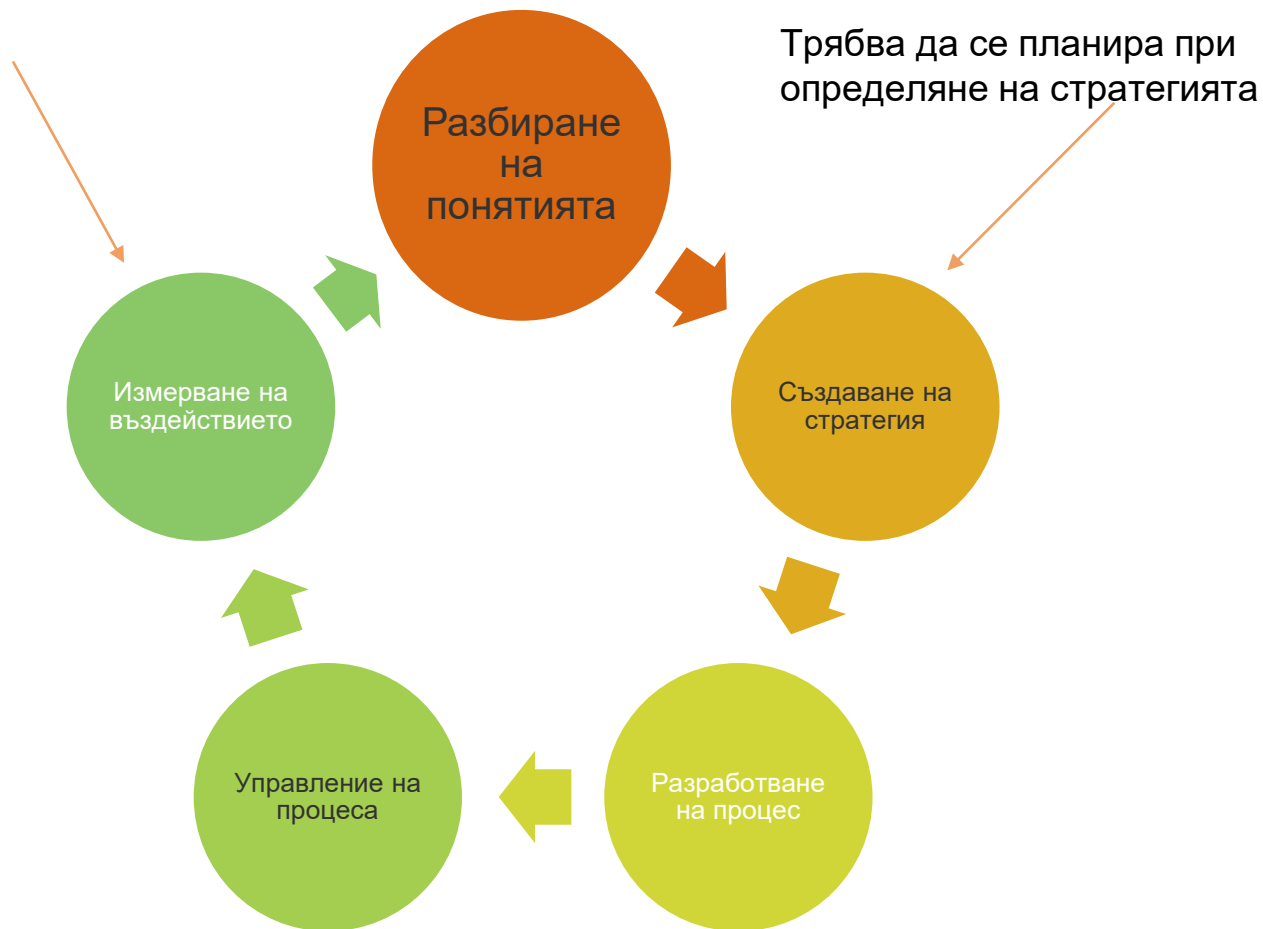 Трябва да се планира при
определяне на стратегията
Разбиране
на
понятията
Създаване на
стратегия
Разработване
на процес
Управление на
процеса
Измерване на
въздействието